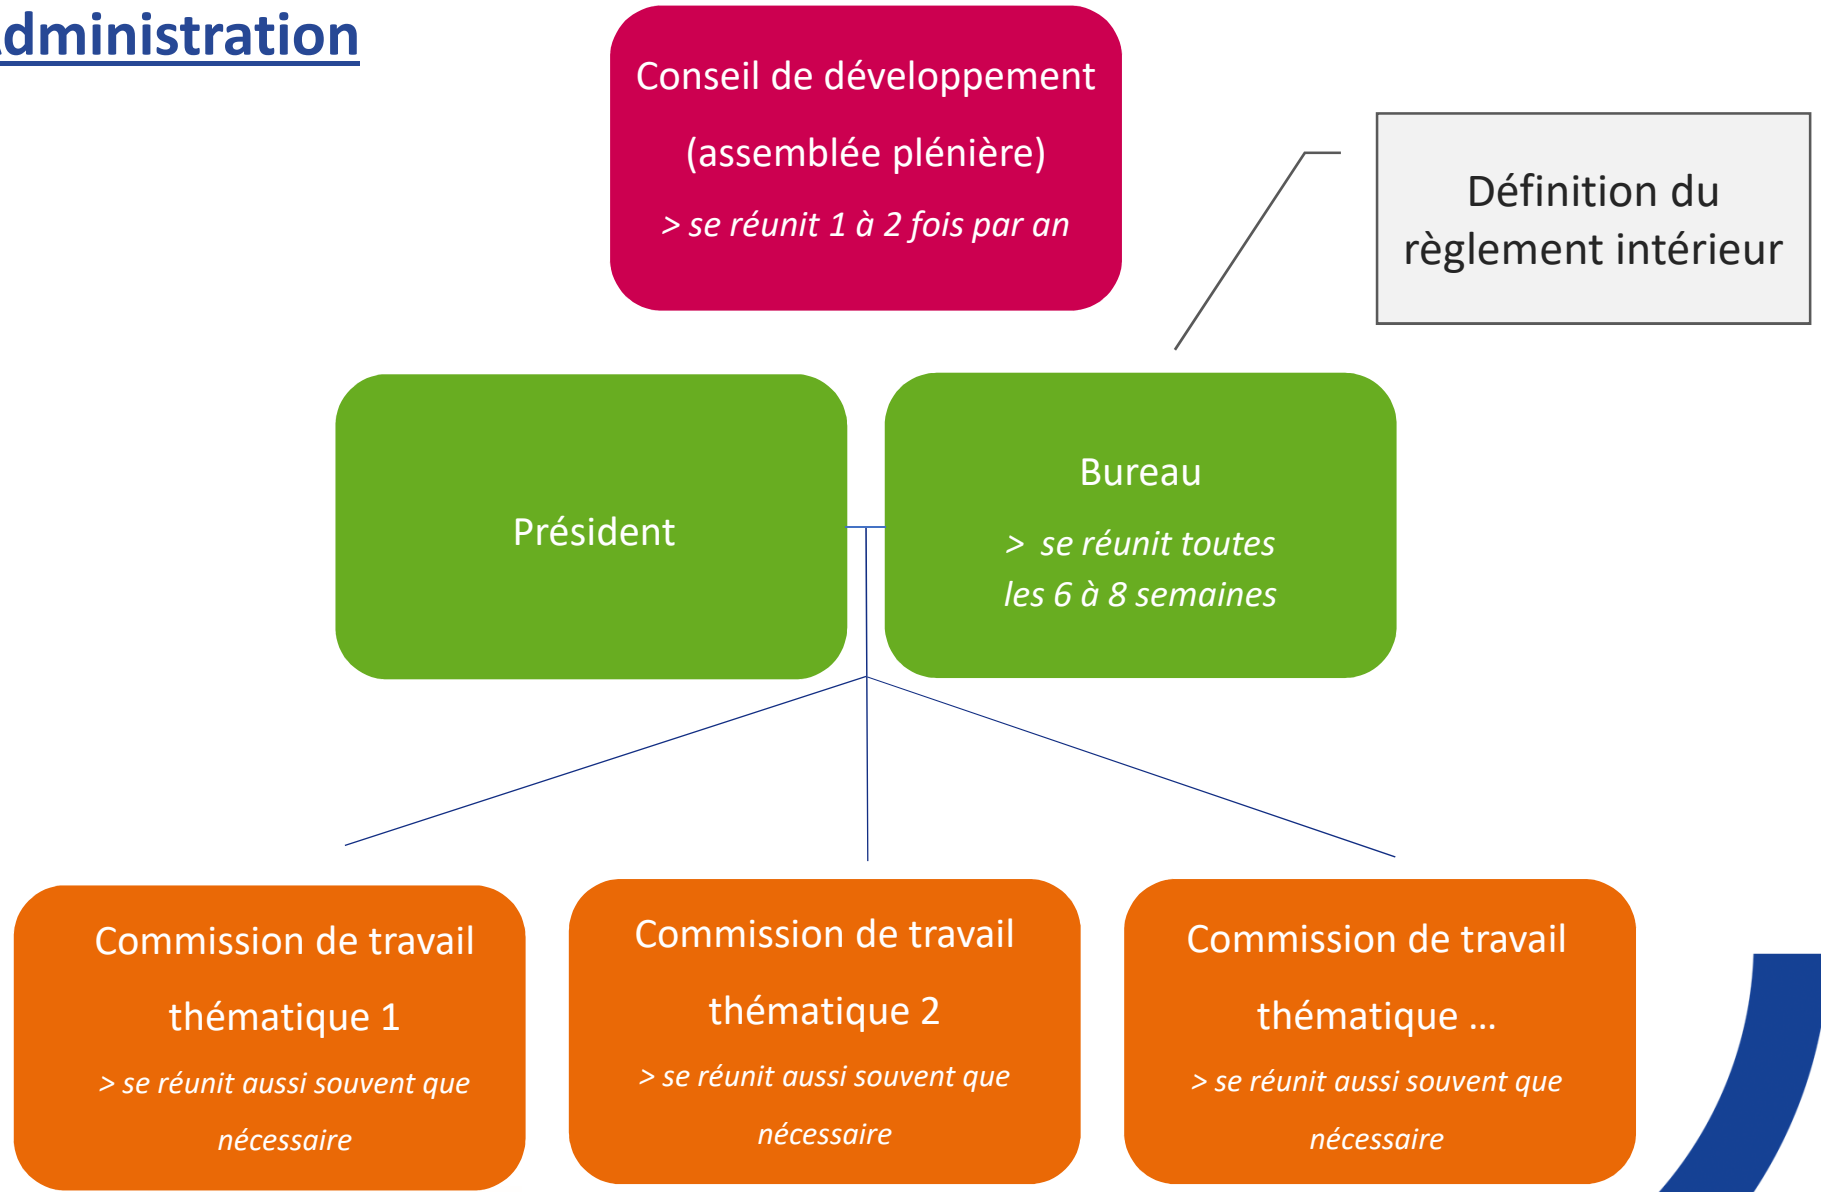 dministration
Conseil de développement
(assemblée plénière)
> se réunit 1 à 2 fois par an
Définition du
règlement intérieur
Président
Bureau
> se réunit toutes
les 6 à 8 semaines
Commission de travail
thématique 1
> se réunit aussi souvent que
nécessaire
Commission de travail
thématique 2
> se réunit aussi souvent que
nécessaire
Commission de travail
thématique ...
> se réunit aussi souvent que
nécessaire